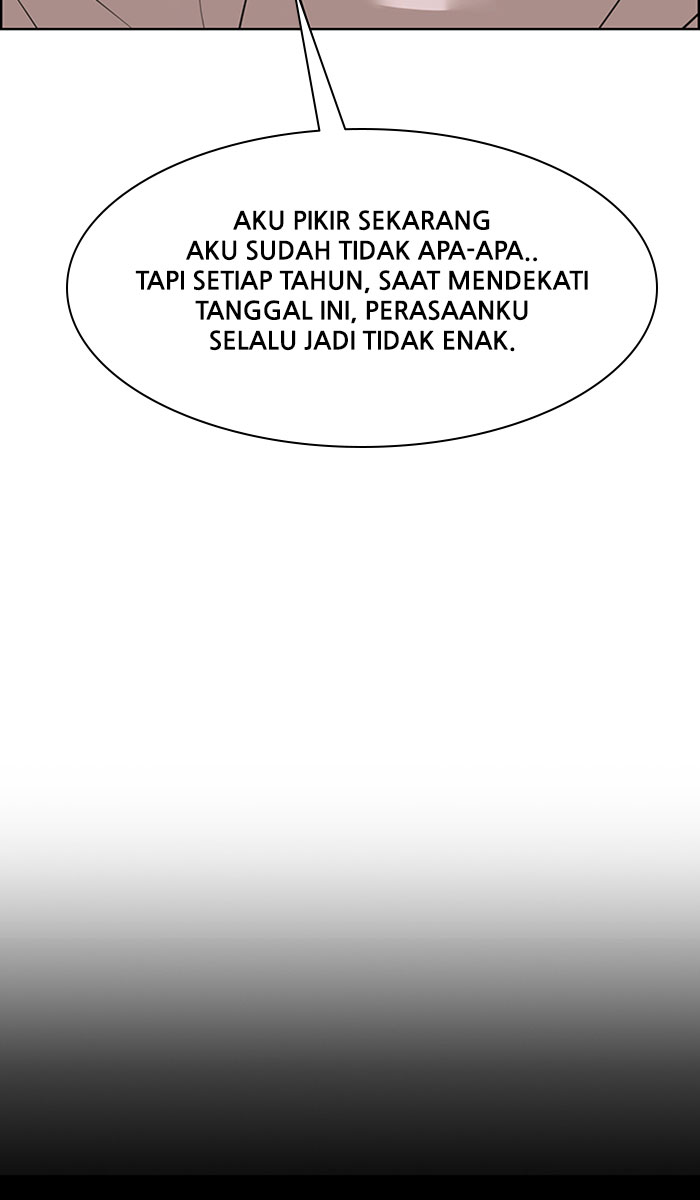 AKU PIKIR SEKARANG
AKU SUDAH TIDAK APA-APA..
TAPI SETIAP TAHUN, SAAT MENDEKATI
TANGGAL INI, PERASAANKU
SELALU JADI TIDAK ENAK.